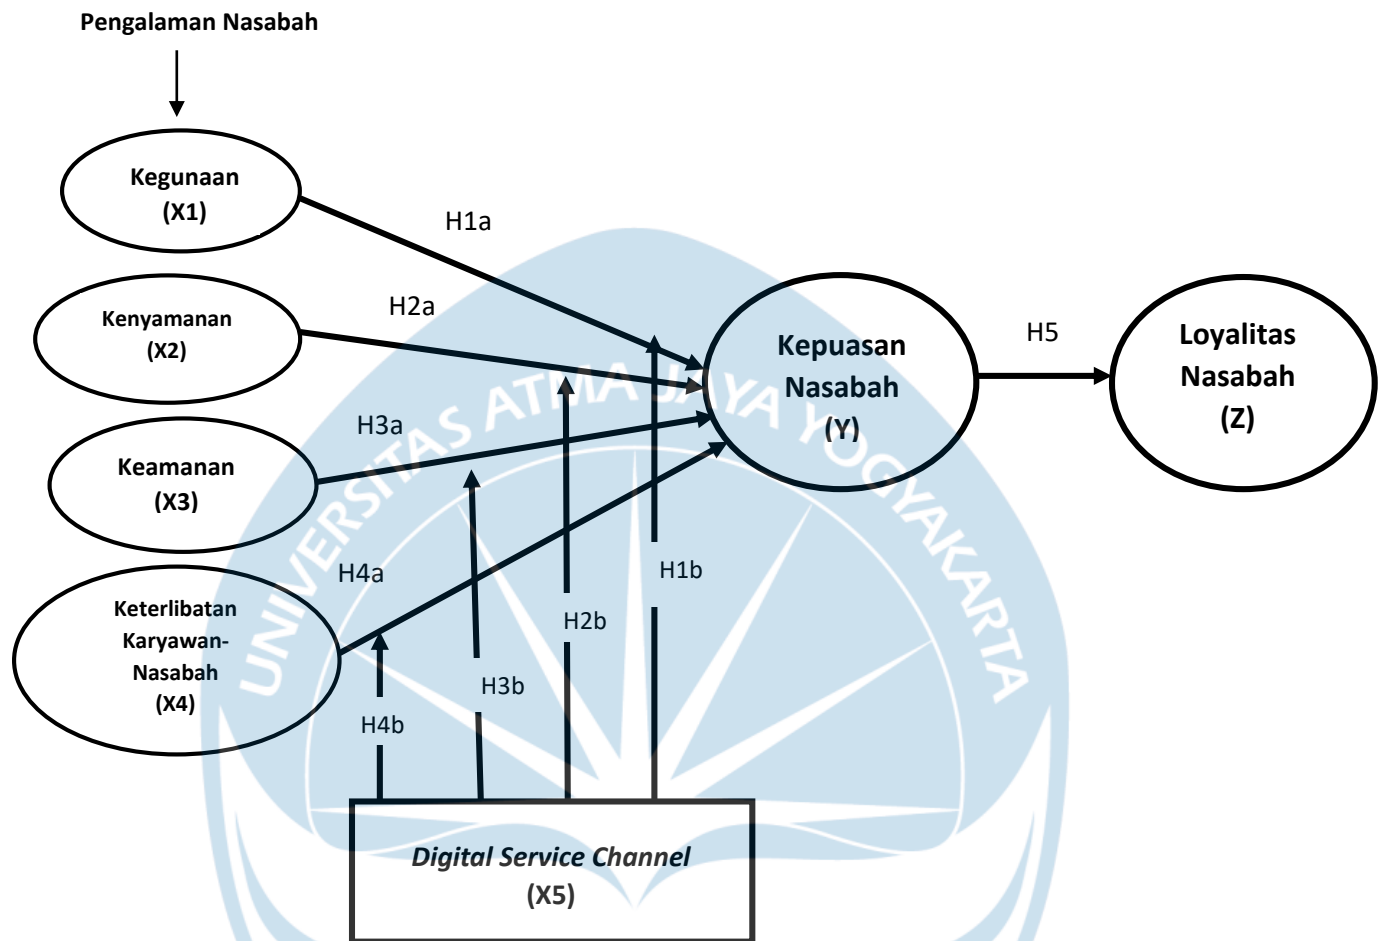 Pengalaman Nasabah
Kegunaan
(X1)
H1a
Kenyamanan
(X2)
H2a
Keamanan
(X3)
H3a
Keterlibatan
Karyawan-
Nasabah
(X4)
H4a
H4b
H3b
H2b
H1b
Kepuasan
Nasabah
(Y)
H5
Loyalitas
Nasabah
(Z)
Digital Service Channel
(X5)
UNIVERSITAS ATMA JAYA YOGYAKARTA